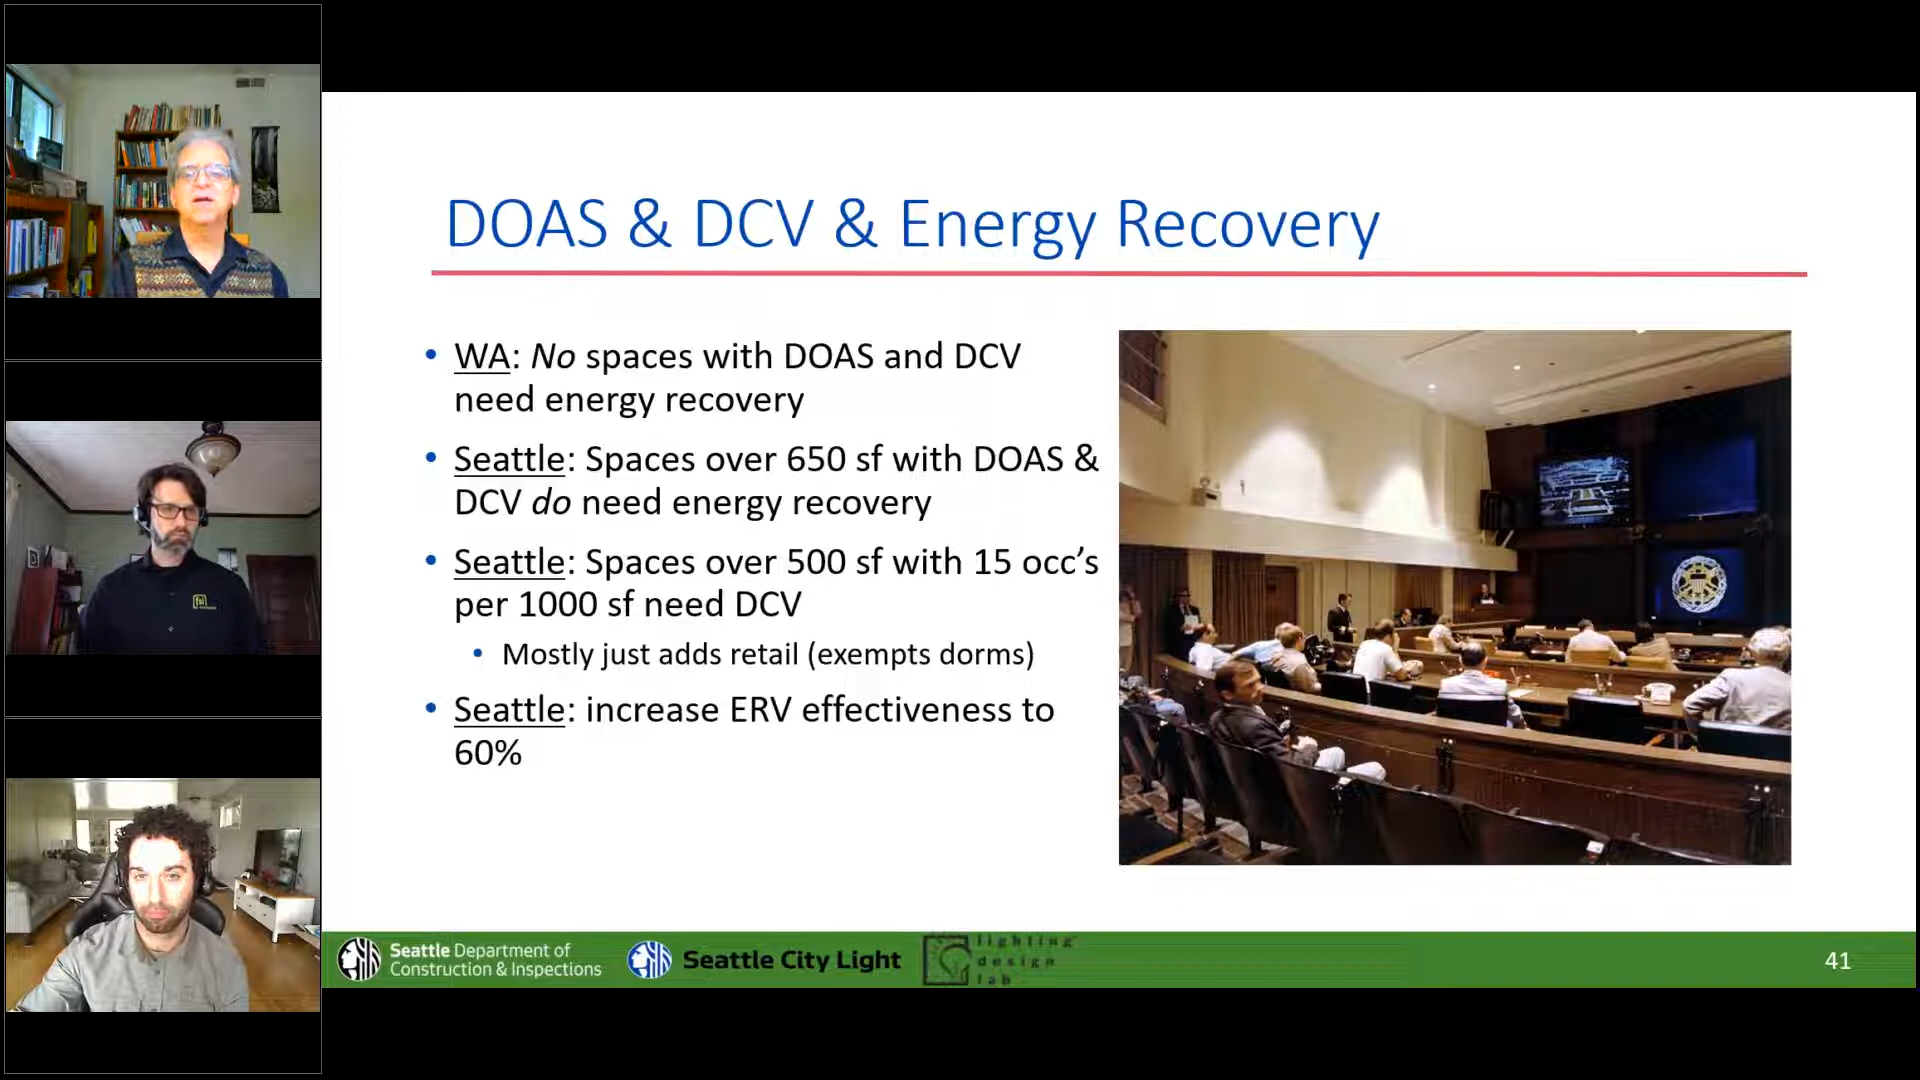 DOAS & DCV & Energy Recovery
• WA: No spaces with DOAS and DCV
need energy recovery
• Seattle: Spaces over 650 sf with DOAS &
DCV do need energy recovery
• Seattle: Spaces over 500 sf with 15 occ’s
per 1000 sf need DCV
• Mostly just adds retail (exempts dorms)
• Seattle: increase ERV effectiveness to
60%
Seattle Department of
Construction & Inspections
Seattle City Light
lighting
design
lab
41